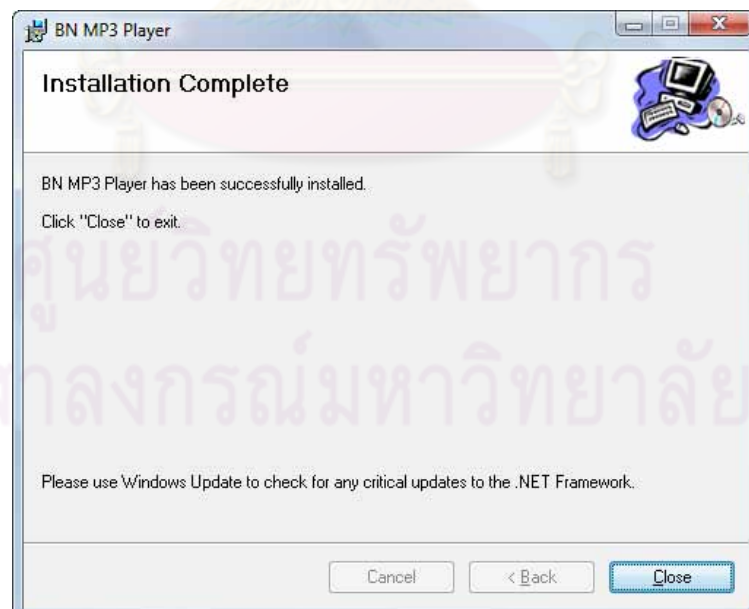 BN MP3 Player
Installation Complete
BN MP3 Player has been successfully installed.
Click "Close" to exit.
ศูนย์วิทยทรัพยากร
าลงกรณ์มหาวิทยาลัย
Please use Windows Update to check for any critical updates to the .NET Framework.
Cancel
< Back
Close